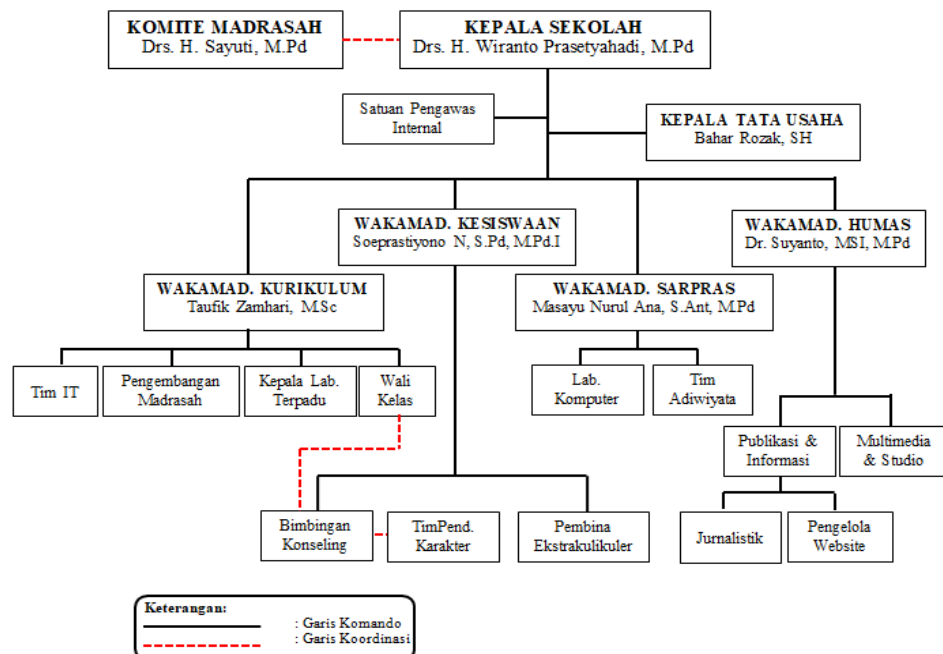 KOMITE MADRASAH
Drs. H. Sayuti, M.Pd
KEPALA SEKOLAH
Drs. H. Wiranto Prasetyahadi, M.Pd
Satuan Pengawas
Internal
KEPALA TATA USAHA
Bahar Rozak, SH
WAKAMAD. KESISWAAN
Soeprastiyono N, S.Pd, M.Pd.I
WAKAMAD. HUMAS
Dr. Suyanto, MSI, M.Pd
WAKAMAD. KURIKULUM
Taufik Zamhari, M.Sc
WAKAMAD. SARPRAS
Masayu Nurul Ana, S.Ant, M.Pd
Tim IT
Pengembangan
Madrasah
Kepala Lab.
Terpadu
Wali
Kelas
Lab.
Komputer
Tim
Adiwiyata
Publikasi &
Informasi
Multimedia
& Studio
Bimbingan
Konseling
TimPend.
Karakter
Pembina
Ekstrakulikuler
Jurnalistik
Pengelola
Website
Keterangan:
: Garis Komando
: Garis Koordinasi